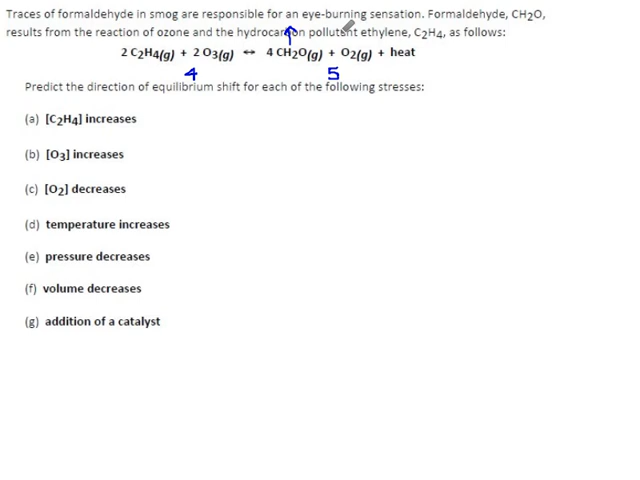 Traces of formaldehyde in smog are responsible for an eye-burning sensation. Formaldehyde, CH2O,
results from the reaction of ozone and the hydrocarbon pollutant ethylene, C2H4, as follows:
2 C2H4(g) + 2 O3(g) ↔ 4 CH2O(g) + O2(g) + heat
4 5
Predict the direction of equilibrium shift for each of the following stresses:
(a) [C2H4] increases
(b) [O3] increases
(c) [O2] decreases
(d) temperature increases
(e) pressure decreases
(f) volume decreases
(g) addition of a catalyst